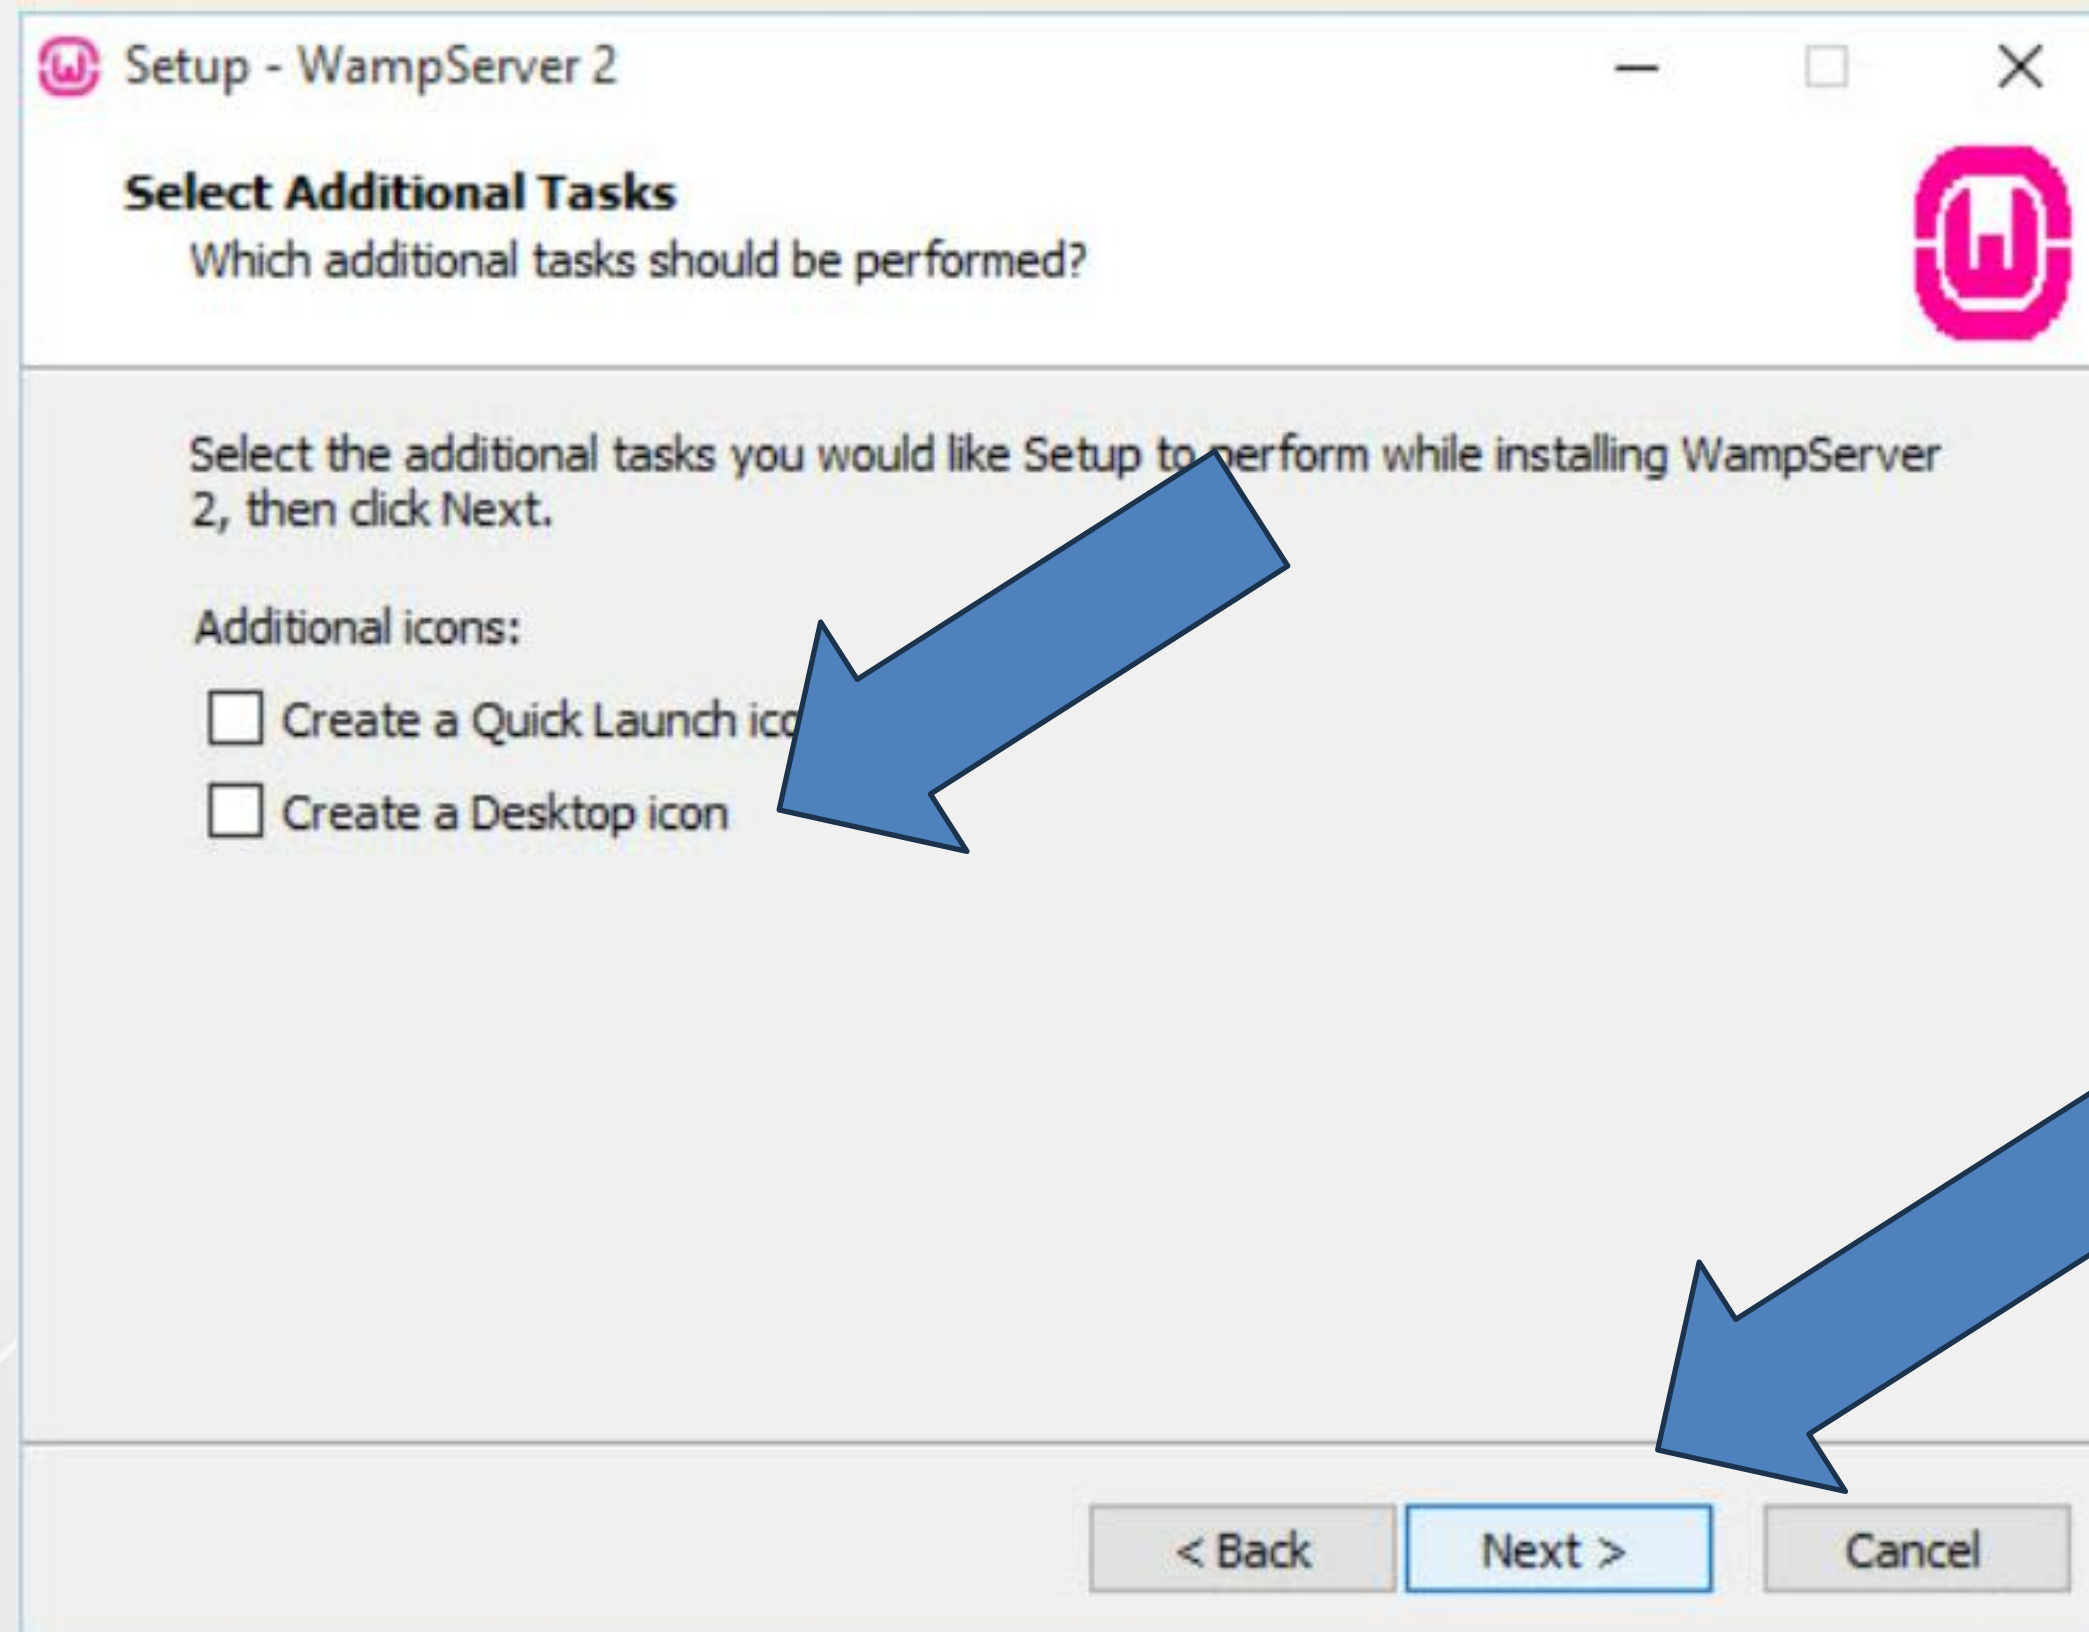 Setup - WampServer 2
Select Additional Tasks
Which additional tasks should be performed?
Select the additional tasks you would like Setup to perform while installing WampServer
2, then click Next.
Additional icons:
Create a Quick Launch
Create a Desktop icon
< Back
Next >
Cancel